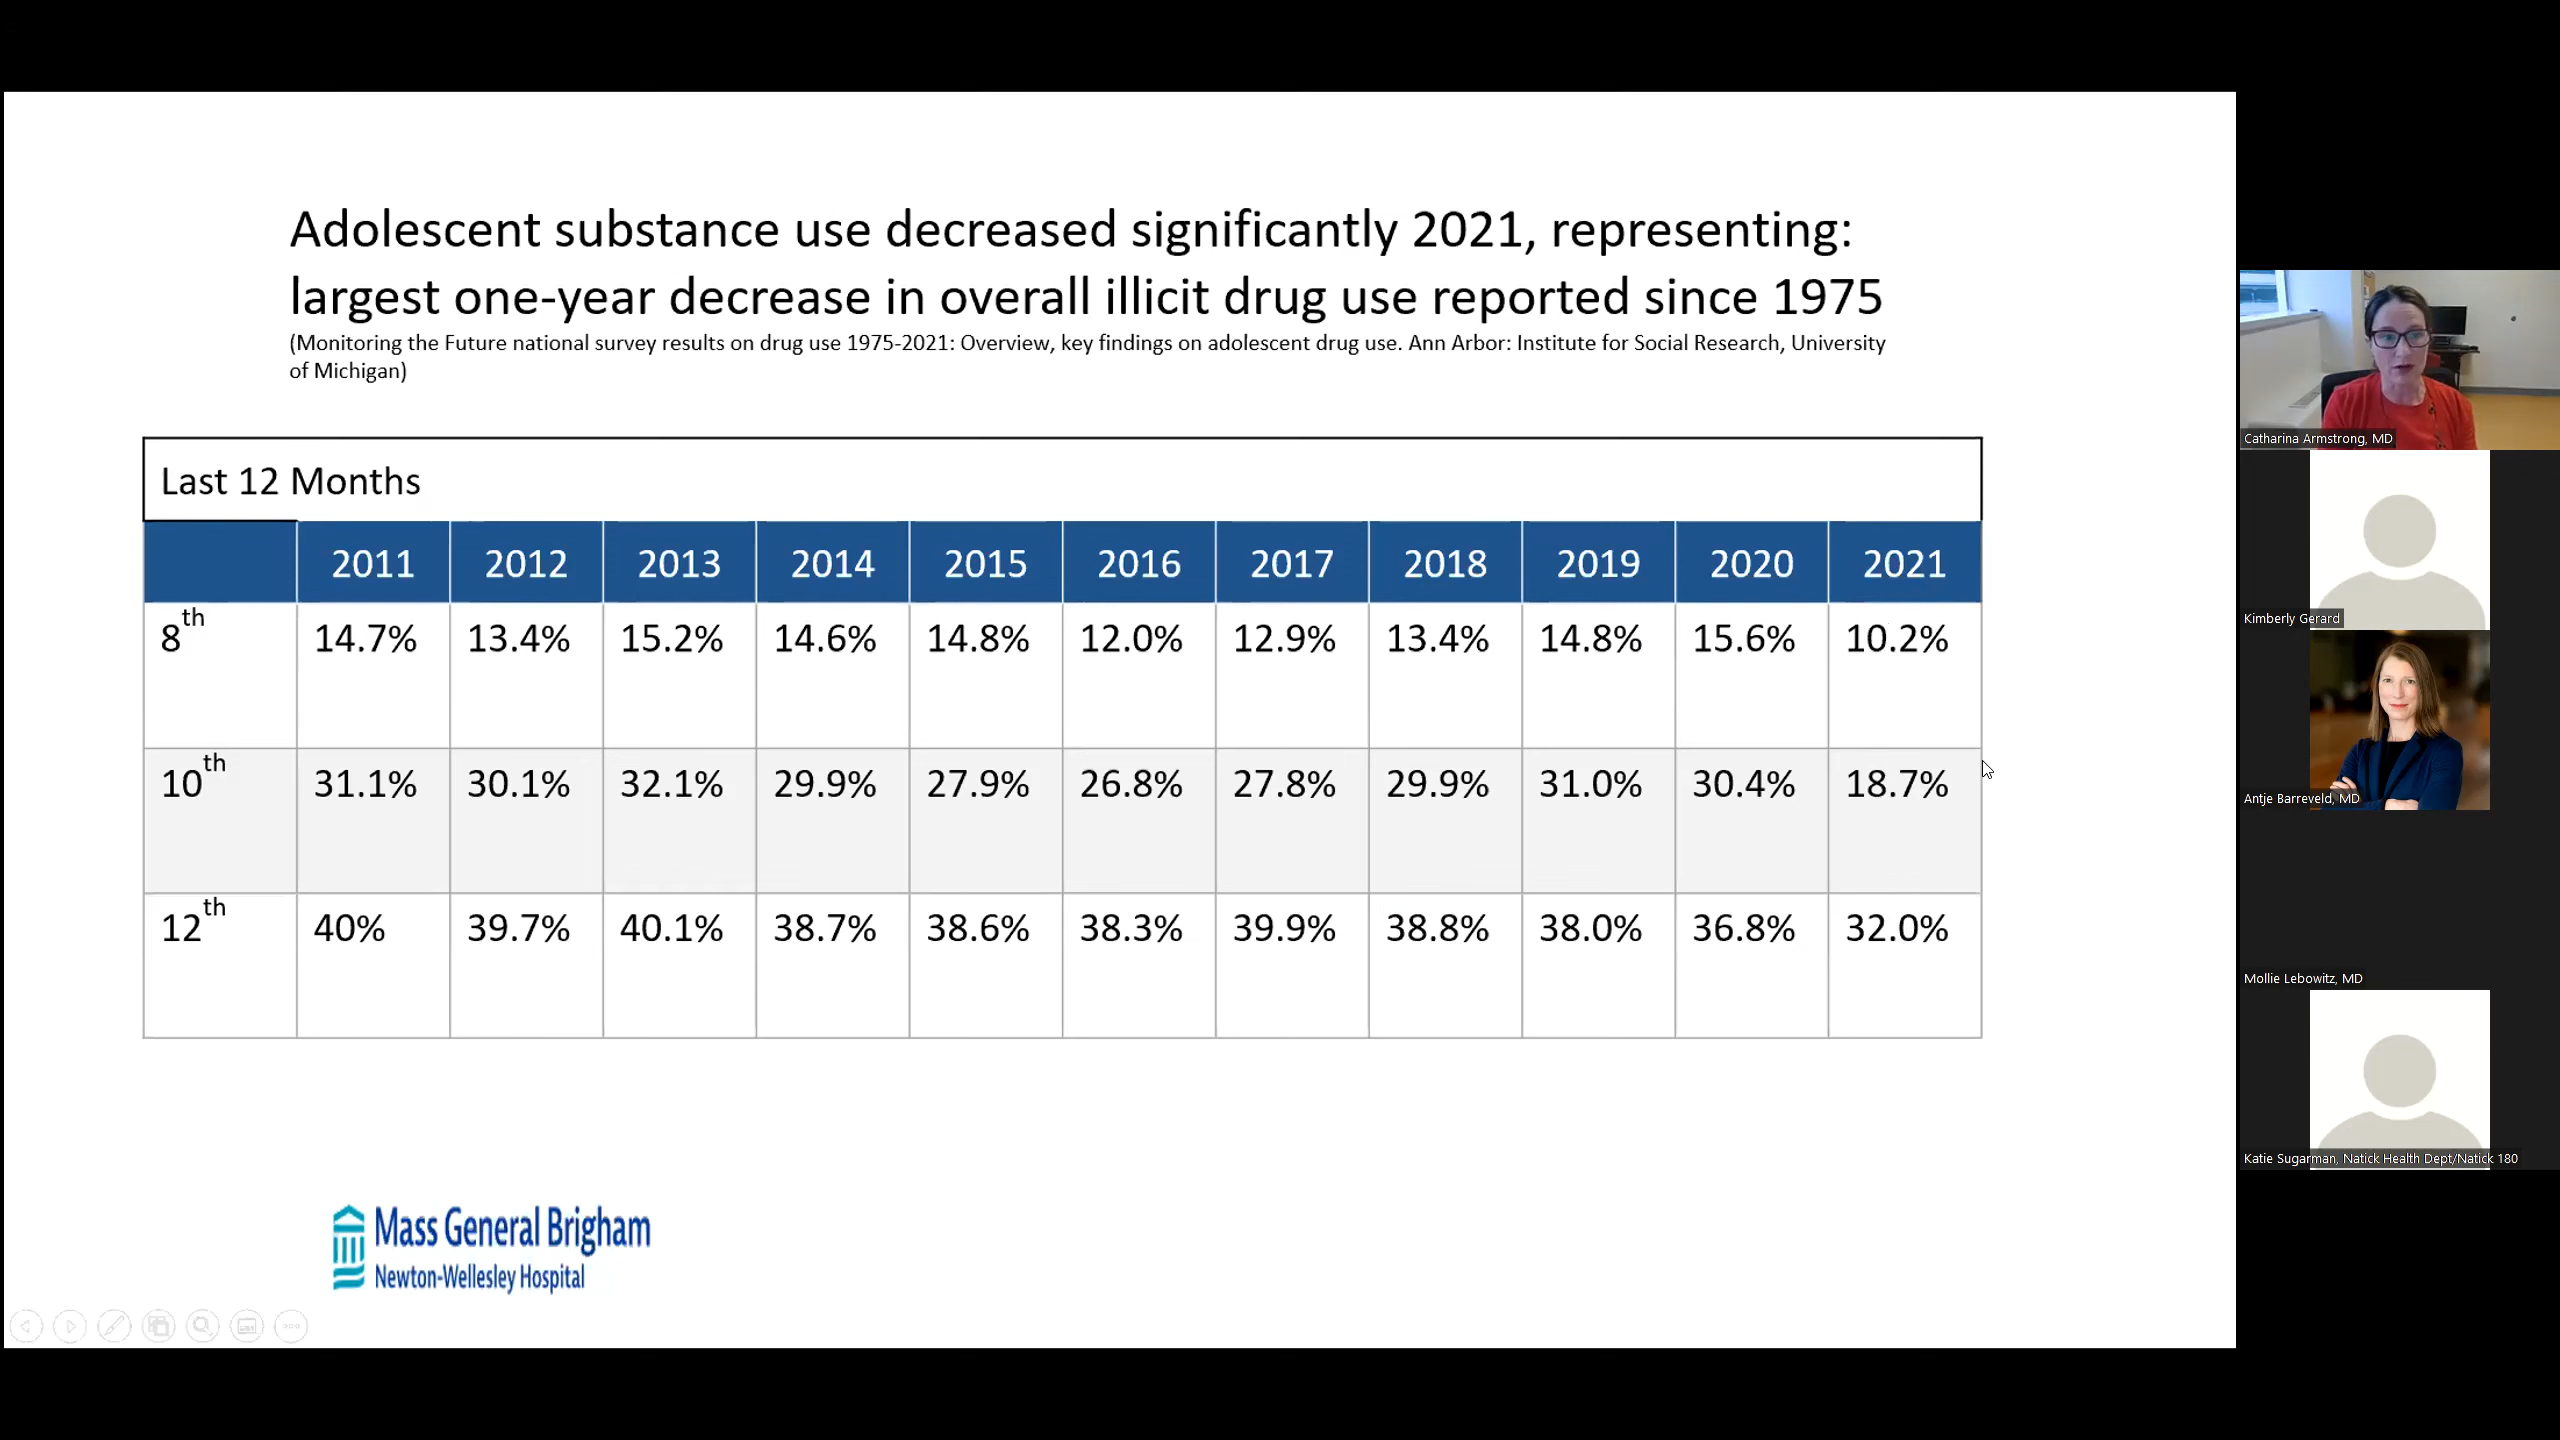 Adolescent substance use decreased significantly 2021, representing:
largest one-year decrease in overall illicit drug use reported since 1975
(Monitoring the Future national survey results on drug use 1975-2021: Overview, key findings on adolescent drug use. Ann Arbor: Institute for Social Research, University
of Michigan)
Last 12 Months
2011 2012 2013 2014 2015 2016 2017 2018 2019 2020 2021
8th 14.7% 13.4% 15.2% 14.6% 14.8% 12.0% 12.9% 13.4% 14.8% 15.6% 10.2%
10th 31.1% 30.1% 32.1% 29.9% 27.9% 26.8% 27.8% 29.9% 31.0% 30.4% 18.7%
12th 40% 39.7% 40.1% 38.7% 38.6% 38.3% 39.9% 38.8% 38.0% 36.8% 32.0%
Mass General Brigham
Newton-Wellesley Hospital
Catharina Armstrong, MD
Kimberly Gerard
Antje Barreveld, MD
Mollie Lebowitz, MD
Katie Sugarman, Natick Health Dept/Natick 180